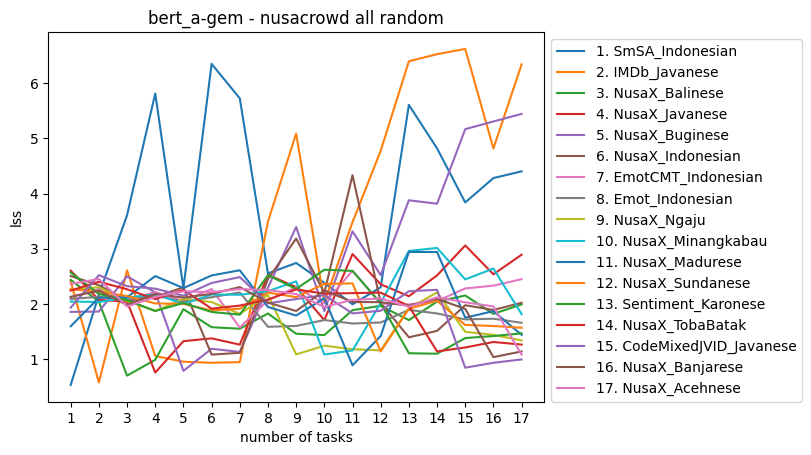 bert_a-gem - nusacrowd all random
lss
6
5
4
3
2
1
1 2 3 4 5 6 7 8 9 10 11 12 13 14 15 16 17
number of tasks
1. SmSA_Indonesian
2. IMDb_Javanese
3. NusaX_Balinese
4. NusaX_Javanese
5. NusaX_Buginese
6. NusaX_Indonesian
7. EmotCMT_Indonesian
8. Emot_Indonesian
9. NusaX_Ngaju
10. NusaX_Minangkabau
11. NusaX_Madurese
12. NusaX_Sundanese
13. Sentiment_Karonese
14. NusaX_TobaBatak
15. CodeMixedJVID_Javanese
16. NusaX_Banjarese
17. NusaX_Acehnese